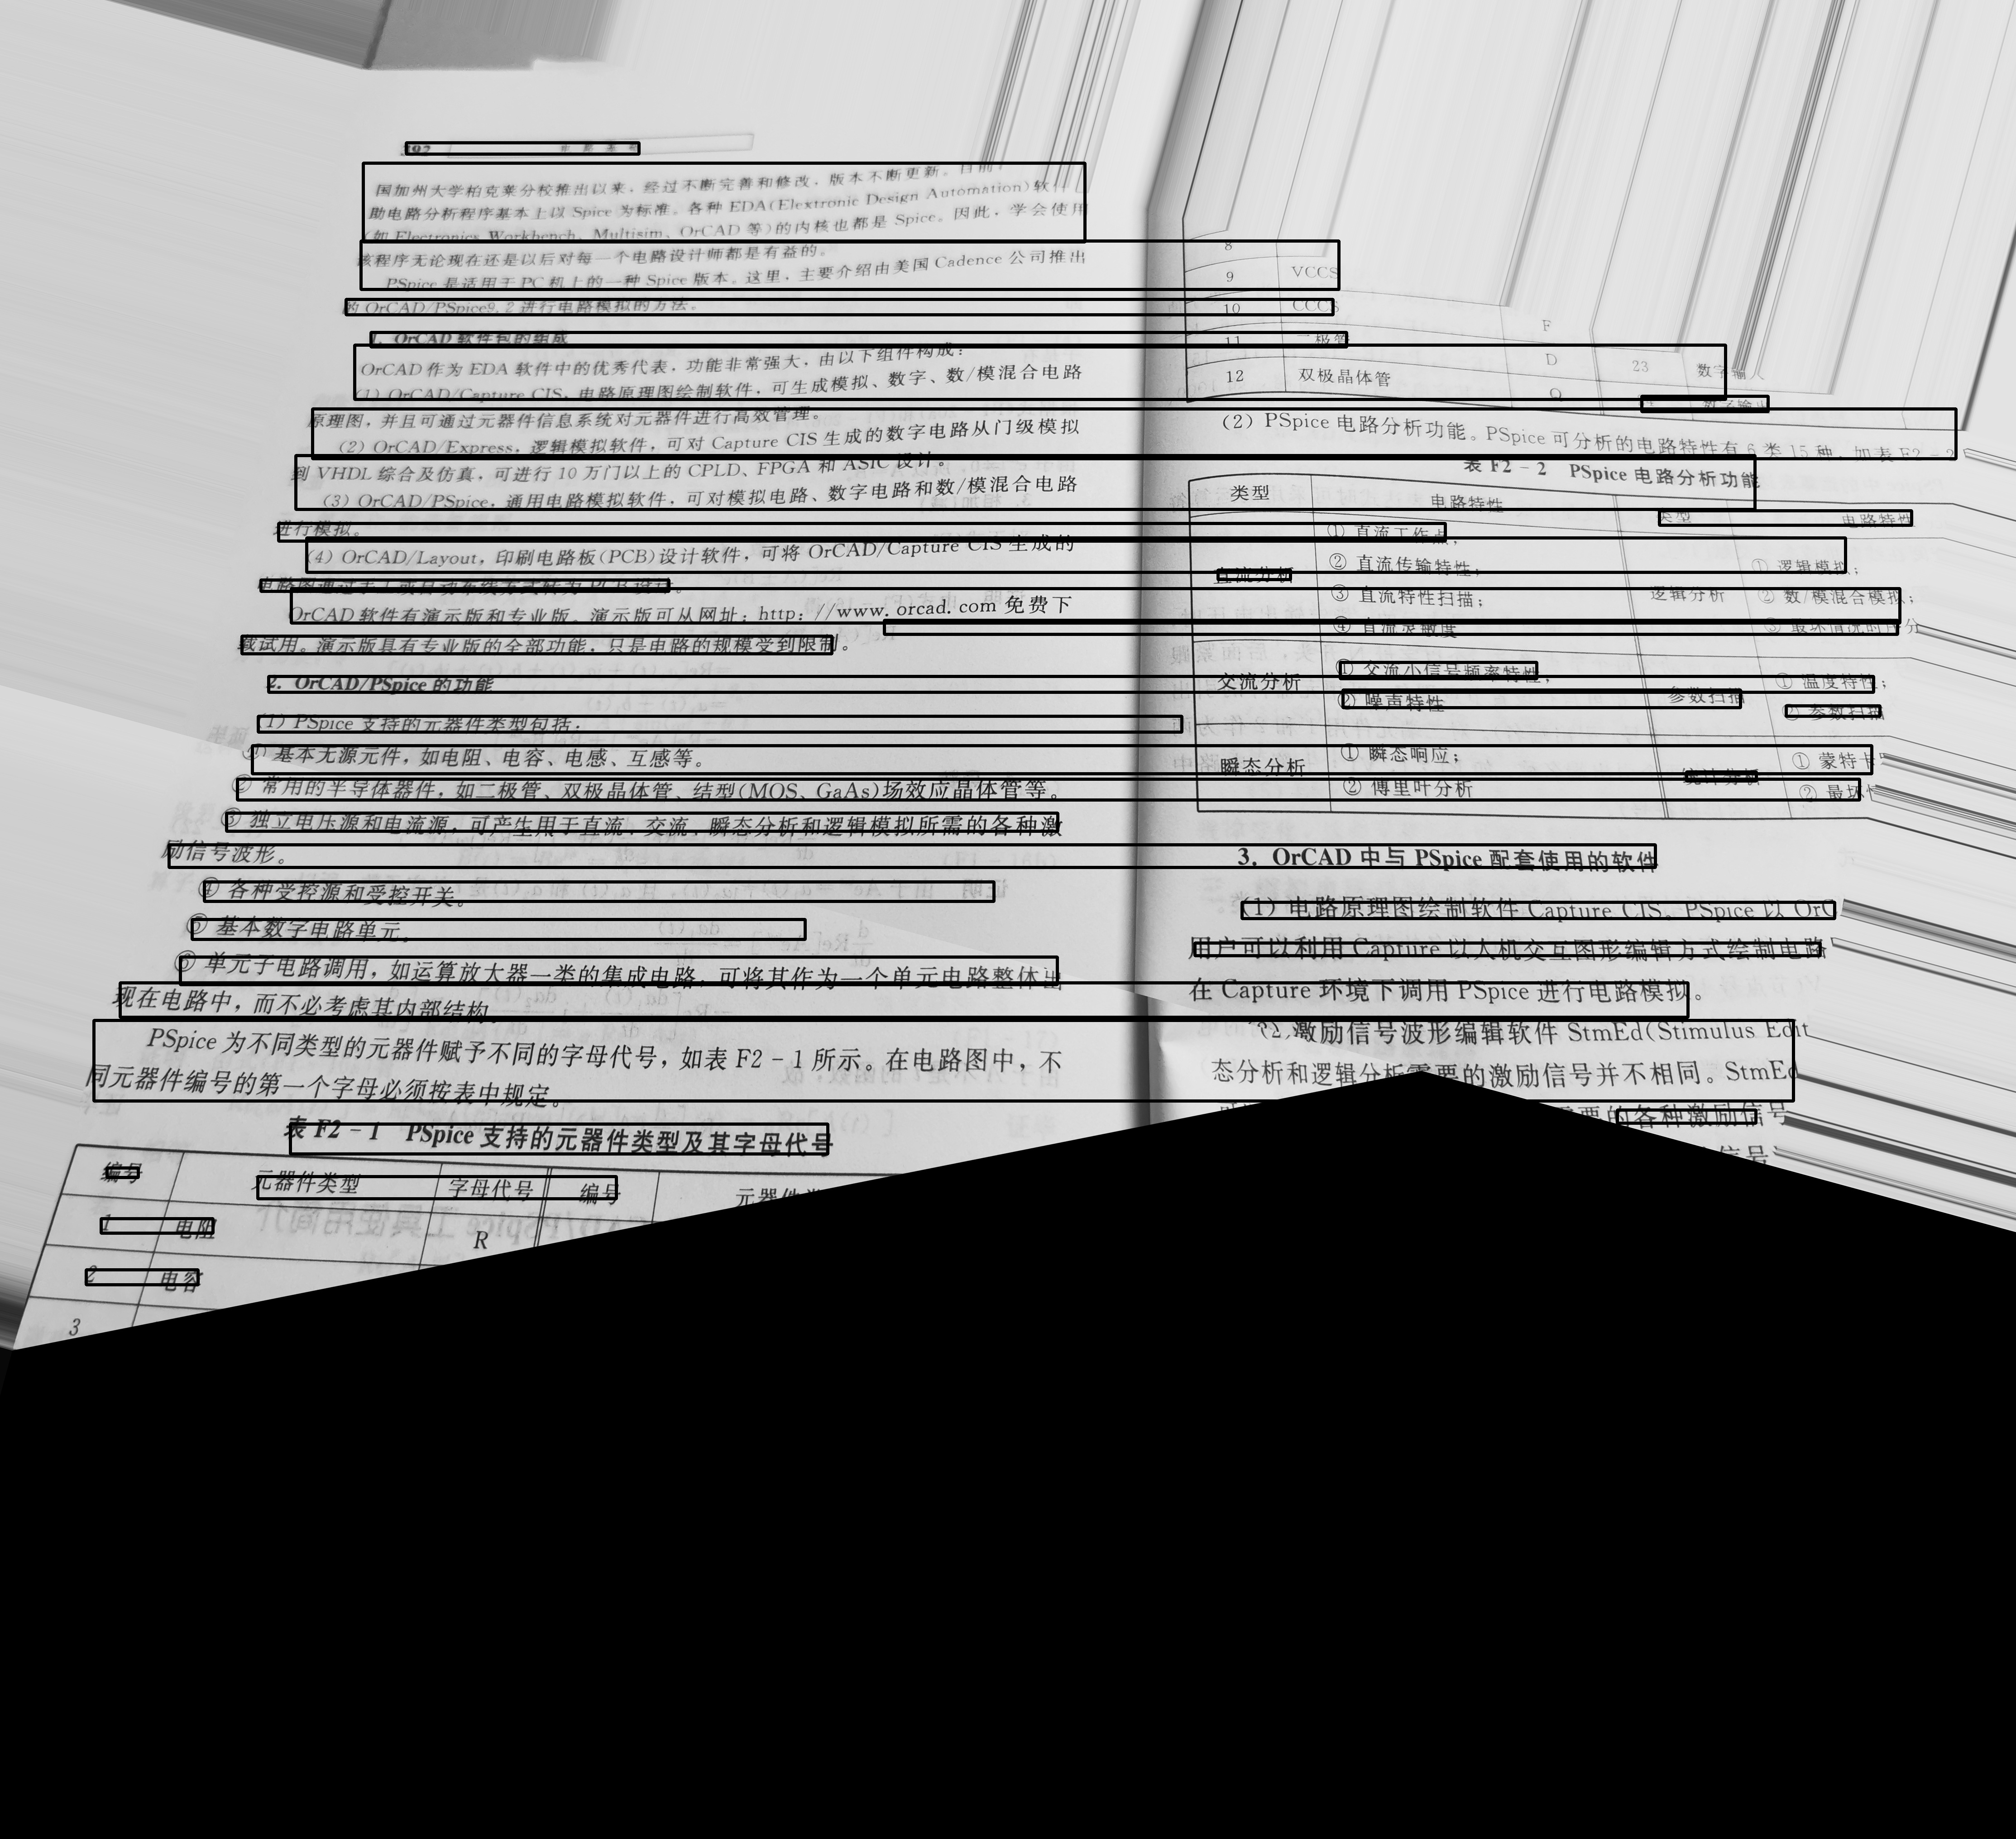 392
国加州大学柏克莱分校推出以来，经过不断完善和修改，版本不断更新。目前，
助电路分析程序基本上以 Spice 为标准。各种 EDA(Elextronic Design Automation)软
(如 Electronics Workbench、Multisim、OrCAD 等)的内核也都是 Spice。因此，学会使用
该程序无论现在还是以后对每一个电路设计师都是有益的。
PSpice 是适用于 PC 机上的一种 Spice 版本。这里，主要介绍由美国 Cadence 公司推出
的 OrCAD/PSpice9.2 进行电路模拟的方法。
1. OrCAD 软件包的组成
OrCAD 作为 EDA 软件中的优秀代表，功能非常强大，由以下组件构成：
(1) OrCAD/Capture CIS，电路原理图绘制软件，可生成模拟、数字、数/模混合电路
原理图，并且可通过元器件信息系统对元器件进行高效管理。
(2) OrCAD/Express，逻辑模拟软件，可对 Capture CIS 生成的数字电路从门级模拟
到 VHDL 综合及仿真，可进行 10 万门以上的 CPLD、FPGA 和 ASIC 设计。
(3) OrCAD/PSpice，通用电路模拟软件，可对模拟电路、数字电路和数/模混合电路
进行模拟。
(4) OrCAD/Layout，印刷电路板(PCB)设计软件，可将 OrCAD/Capture CIS 生成的
电路图通过手工或自动布线方式转为 PCB 设计。
OrCAD 软件有演示版和专业版。演示版可从网址：http：//www.orcad.com 免费下
载试用。演示版具有专业版的全部功能，只是电路的规模受到限制。
2. OrCAD/PSpice 的功能
(1) PSpice 支持的元器件类型包括：
① 基本无源元件，如电阻、电容、电感、互感等。
② 常用的半导体器件，如二极管、双极晶体管、结型(MOS、GaAs)场效应晶体管等。
③ 独立电压源和电流源，可产生用于直流、交流、瞬态分析和逻辑模拟所需的各种激
励信号波形。
④ 各种受控源和受控开关。
⑤ 基本数字电路单元。
⑥ 单元子电路调用，如运算放大器一类的集成电路，可将其作为一个单元电路整体出
现在电路中，而不必考虑其内部结构
PSpice 为不同类型的元器件赋予不同的字母代号，如表 F2－1 所示。在电路图中，不
同元器件编号的第一个字母必须按表中规定。
表 F2－1 PSpice 支持的元器件类型及其字母代号
编号 元器件类型 字母代号 编号
1 电阻 R
2 电容
3
8
9 VCCS
10 CCCS
11 二极管 F
12 双极晶体管 D 23 数字输入
Q 数字输出
(2) PSpice 电路分析功能。PSpice 可分析的电路特性有 6 类 15 种，如表 F2－2
表 F2－2 PSpice 电路分析功能
类型 电路特性 类型 电路特性
直流分析 ① 直流工作点；
② 直流传输特性；
③ 直流特性扫描；
④ 直流灵敏度
逻辑分析 ① 逻辑模拟；
② 数/模混合模拟；
③ 最坏情况时序分
交流分析 ① 交流小信号频率特性；
② 噪声特性
参数扫描 ① 温度特性；
② 参数扫描
瞬态分析 ① 瞬态响应；
② 傅里叶分析
统计分析 ① 蒙特卡
② 最坏
3. OrCAD 中与 PSpice 配套使用的软件
(1) 电路原理图绘制软件 Capture CIS。PSpice 以 OrC
用户可以利用 Capture 以人机交互图形编辑方式绘制电路
在 Capture 环境下调用 PSpice 进行电路模拟。
(2) 激励信号波形编辑软件 StmEd(Stimulus Edit
态分析和逻辑分析需要的激励信号并不相同。StmEd
需要的各种激励信号
信号